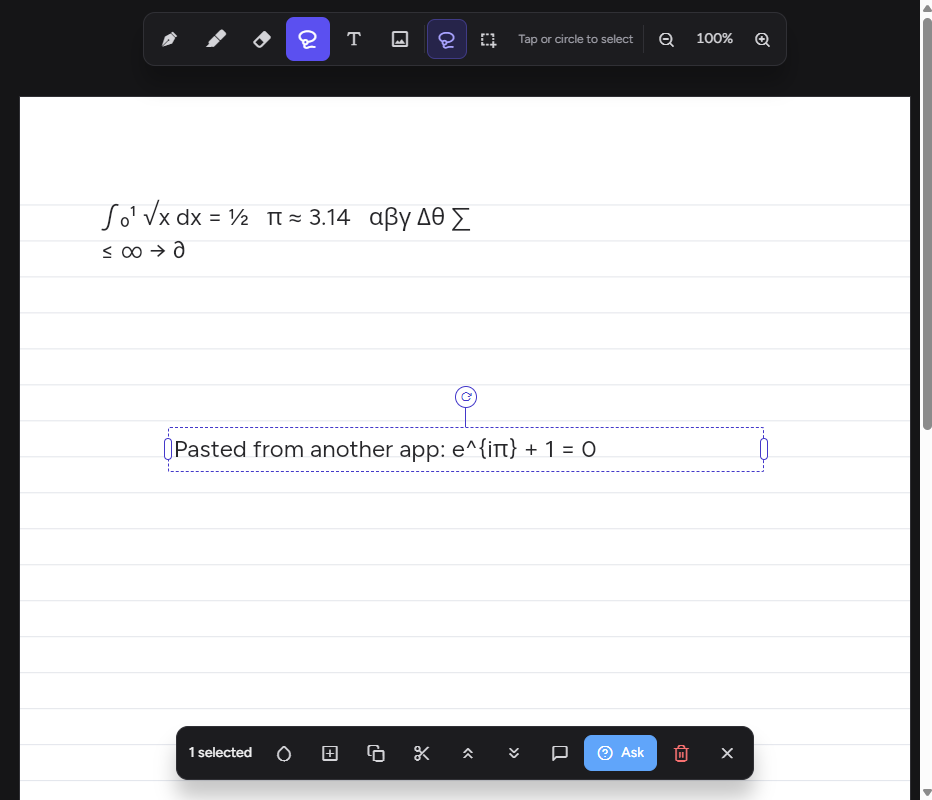 T
Tap or circle to select
100%
∫₀¹ √x dx = ½   π ≈ 3.14   αβγ Δθ ∑
≤ ∞ → ∂
Pasted from another app: e^{iπ} + 1 = 0
1 selected
Ask